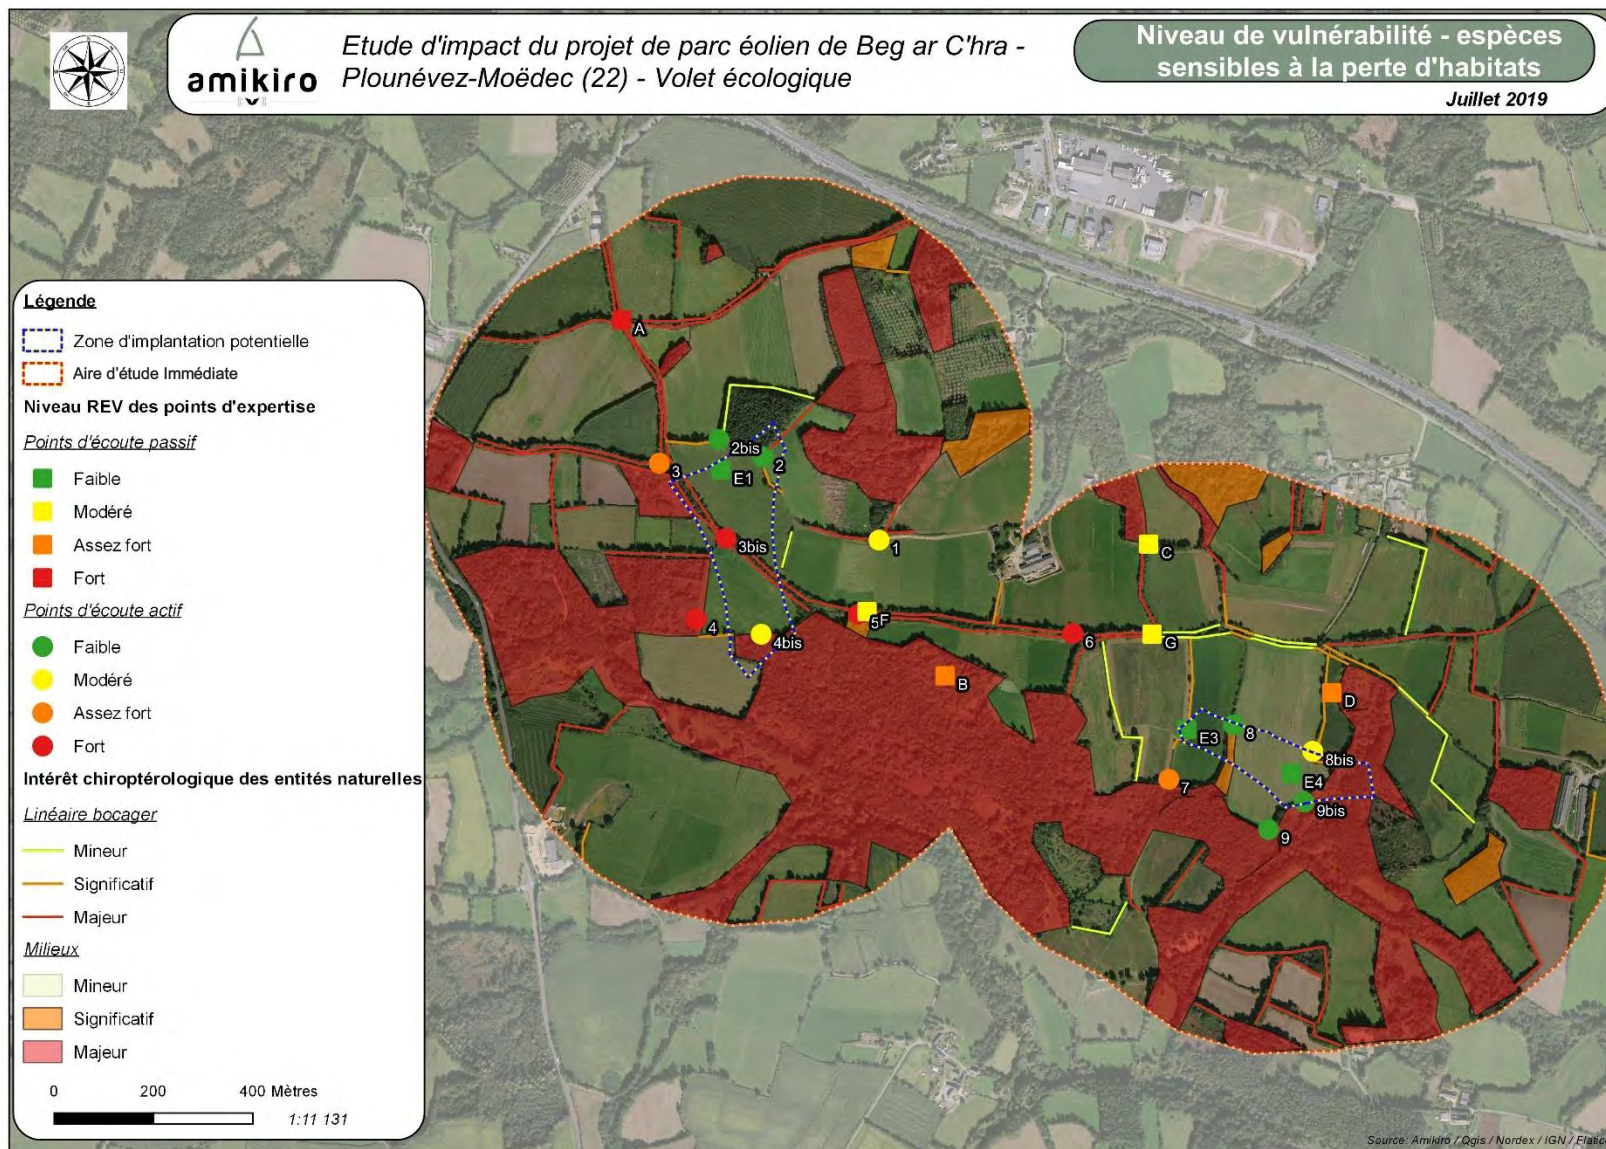 amikiro
Etude d'impact du projet de parc éolien de Beg ar C'hra -
Plounévez-Moëdec (22) - Volet écologique
Niveau de vulnérabilité - espèces
sensibles à la perte d'habitats
Juillet 2019
Légende
Zone d'implantation potentielle
Aire d'étude Immédiate
Niveau REV des points d'expertise
Points d'écoute passif
Faible
Modéré
Assez fort
Fort
Points d'écoute actif
Faible
Modéré
Assez fort
Fort
Intérêt chiroptérologique des entités naturelles
Linéaire bocager
Mineur
Significatif
Majeur
Milieux
Mineur
Significatif
Majeur
0 200 400 Mètres
1:11 131
A
2bis
3
2
E1
3bis
1
C
4
5F
4bis
6
G
B
D
E3
8
8bis
7
E4
9bis
9
Source: Amikiro / Qgis / Nordex / IGN /